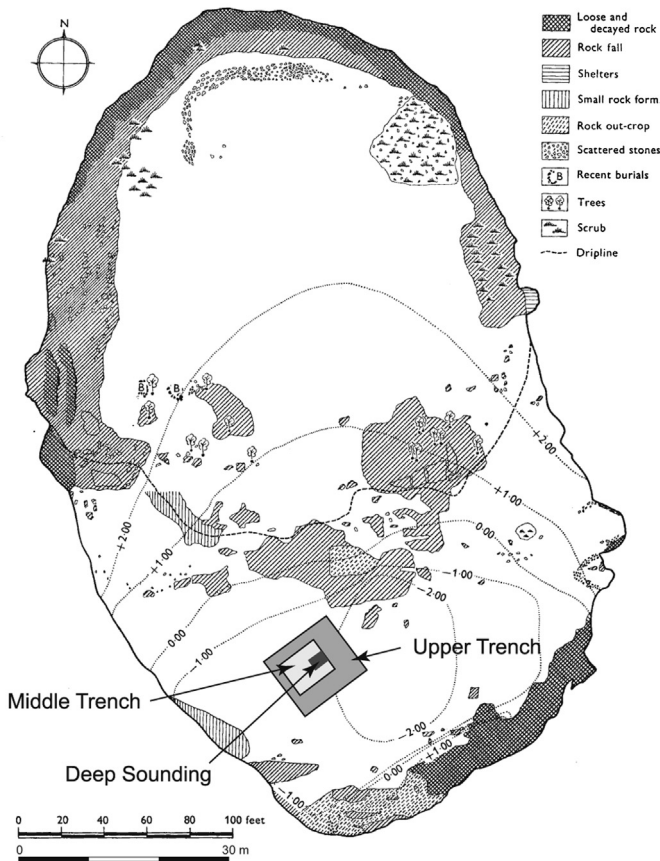 N
Loose and
decayed rock
Rock fall
Shelters
Small rock form
Rock out-crop
Scattered stones
B
Recent burials
Trees
Scrub
Dripline
B
B
+2·00
+1·00
0·00
+2·00
+1·00
0·00
−1·00
−1·00
−2·00
−2·00
0·00
+1·00
−1·00
Upper Trench
Middle Trench
Deep Sounding
0 20 40 60 80 100 feet
0 30 m